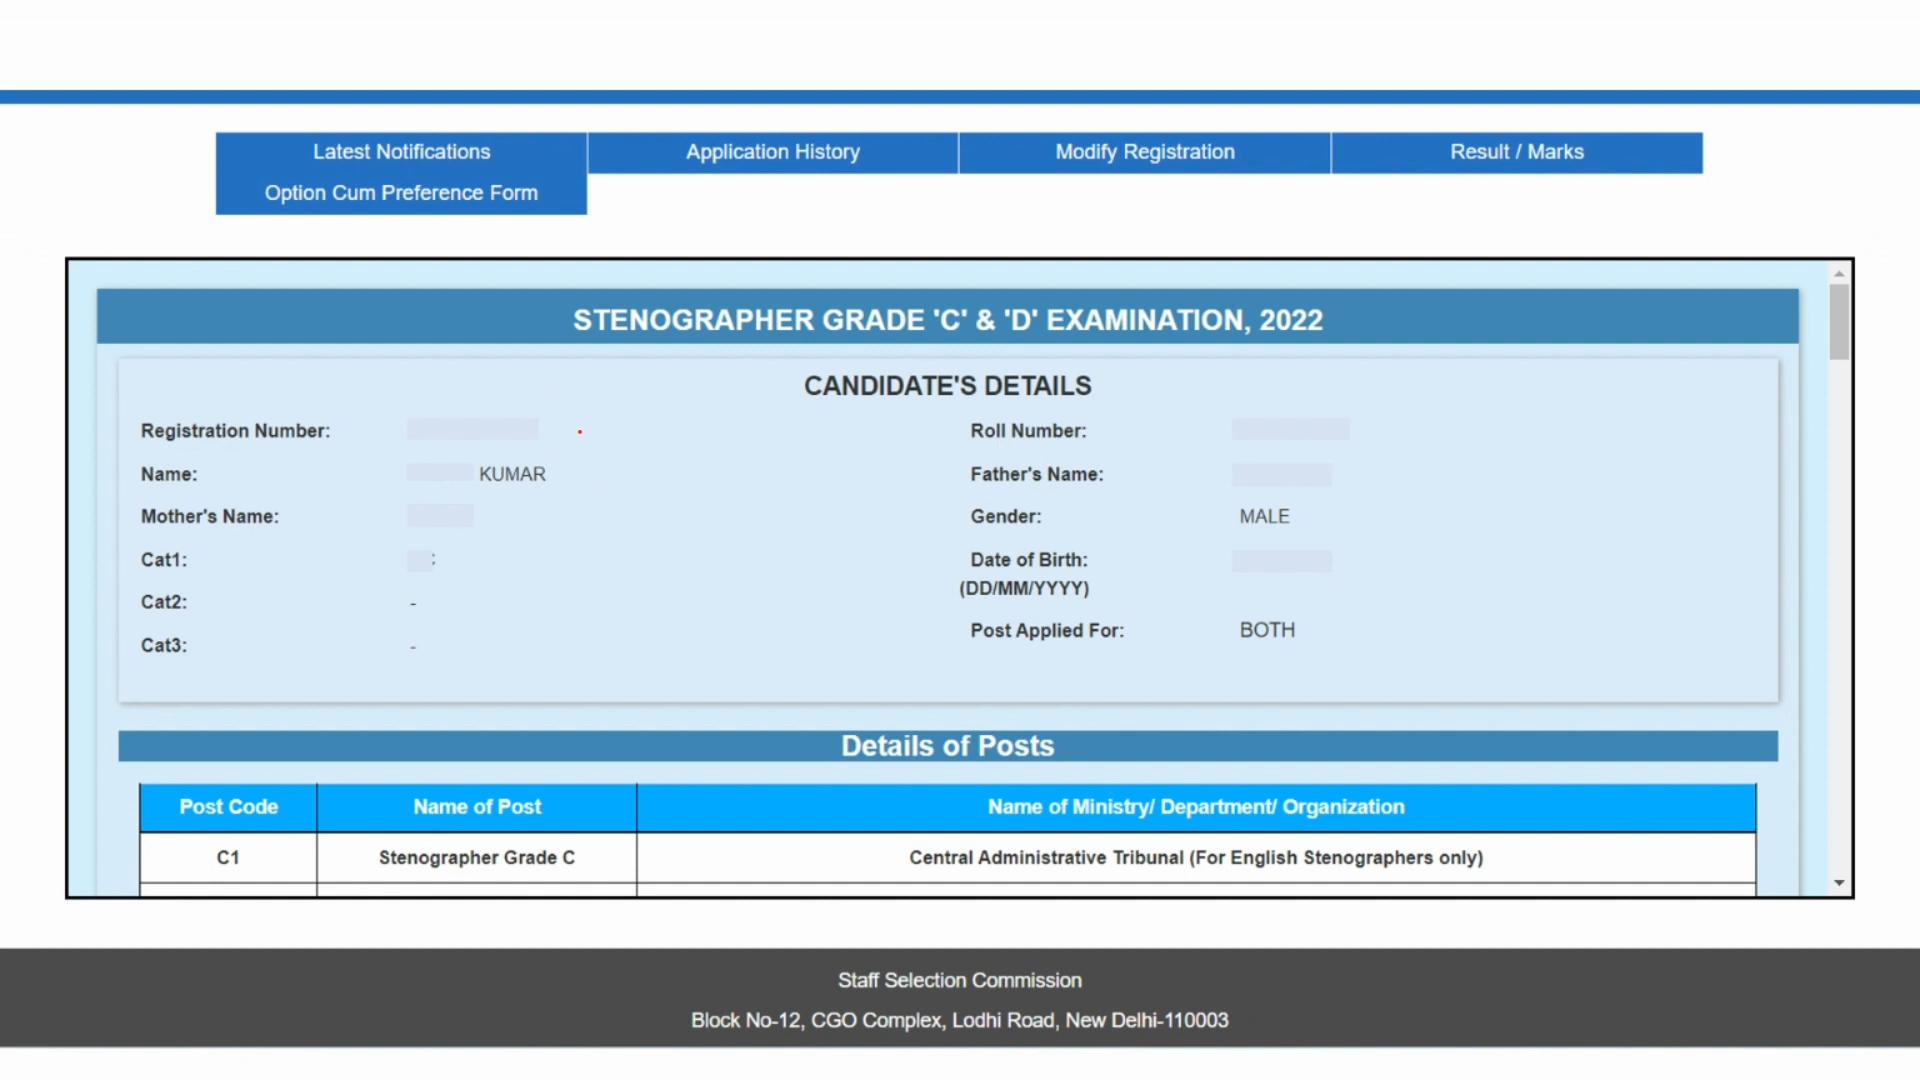 Latest Notifications Application History Modify Registration Result / Marks
Option Cum Preference Form
STENOGRAPHER GRADE 'C' & 'D' EXAMINATION, 2022
CANDIDATE'S DETAILS
Registration Number: Roll Number:
Name: KUMAR Father's Name:
Mother's Name: Gender: MALE
Cat1: Date of Birth:
(DD/MM/YYYY)
Cat2: -
Post Applied For: BOTH
Cat3: -
Details of Posts
Post Code Name of Post Name of Ministry/ Department/ Organization
C1 Stenographer Grade C Central Administrative Tribunal (For English Stenographers only)
Staff Selection Commission
Block No-12, CGO Complex, Lodhi Road, New Delhi-110003